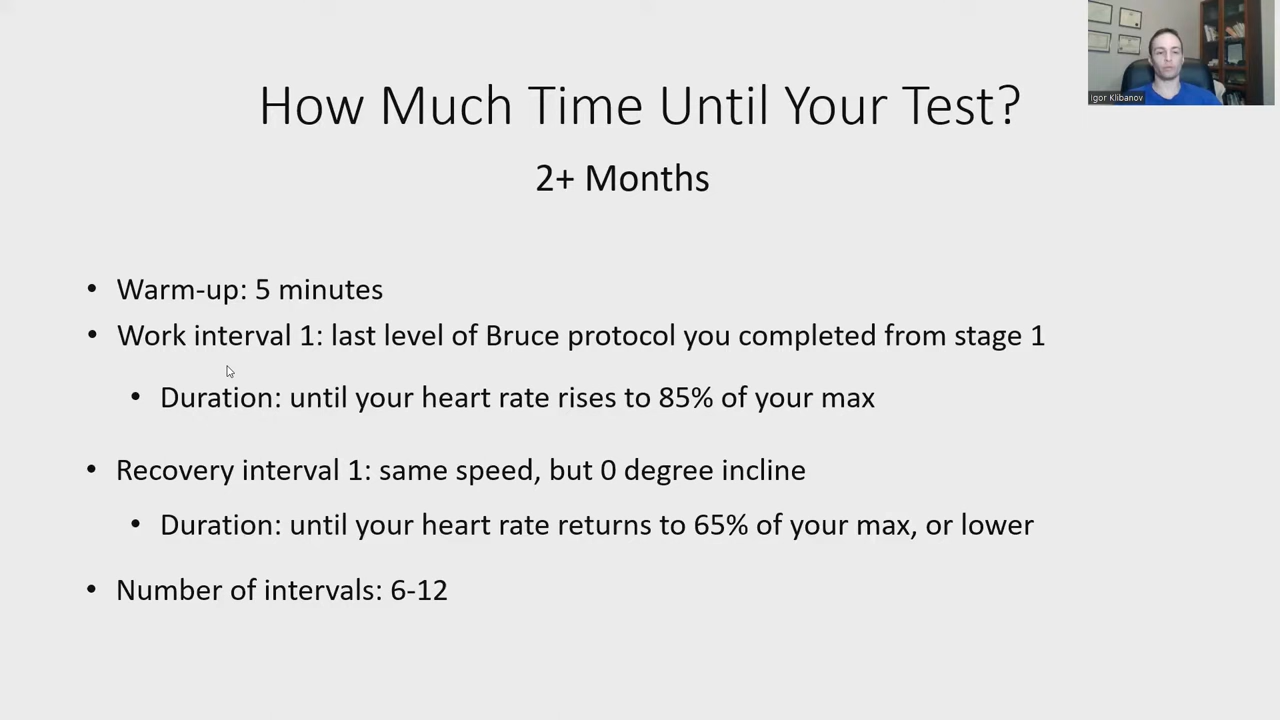 How Much Time Until Your Test?
2+ Months
• Warm-up: 5 minutes
• Work interval 1: last level of Bruce protocol you completed from stage 1
• Duration: until your heart rate rises to 85% of your max
• Recovery interval 1: same speed, but 0 degree incline
• Duration: until your heart rate returns to 65% of your max, or lower
• Number of intervals: 6-12
Igor Klibanov